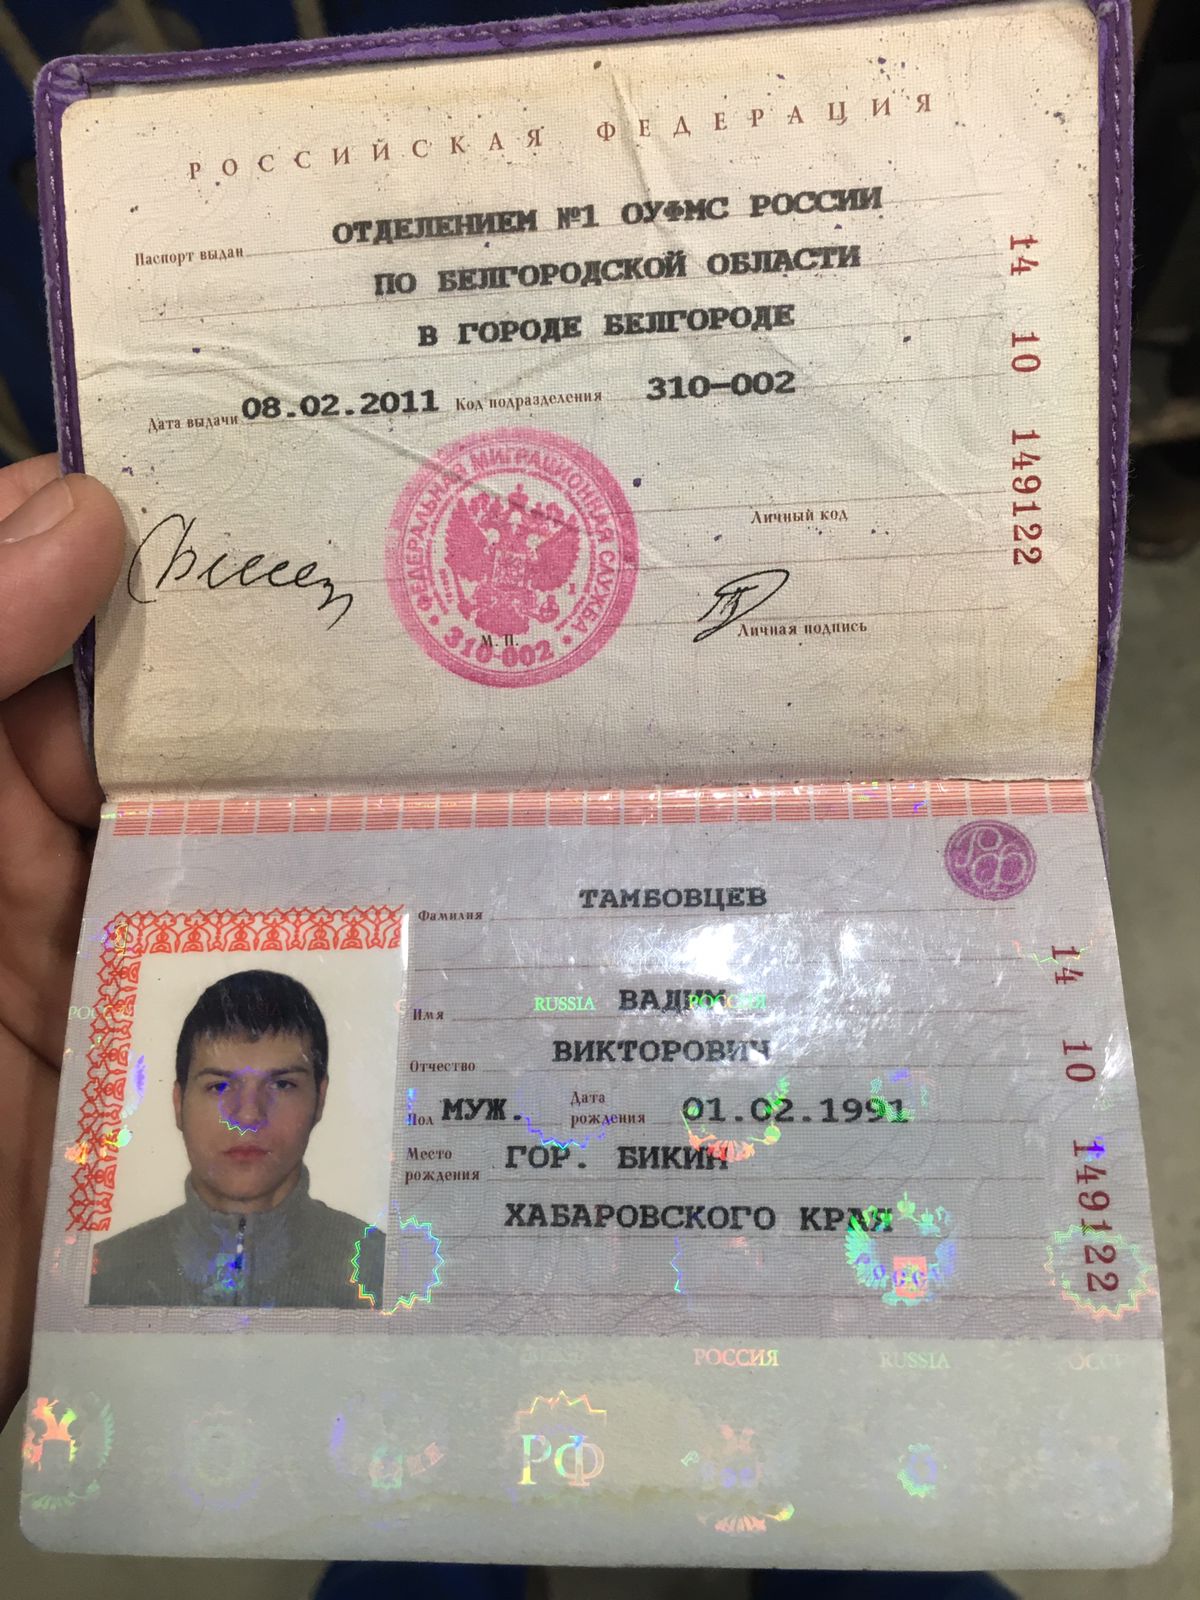 РОССИЙСКАЯ ФЕДЕРАЦИЯ
Паспорт выдан ОТДЕЛЕНИЕМ №1 ОУФМС РОССИИ
ПО БЕЛГОРОДСКОЙ ОБЛАСТИ
В ГОРОДЕ БЕЛГОРОДЕ
Дата выдачи 08.02.2011 Код подразделения 310-002
14 10 149122
Личный код
Личная подпись
ФЕДЕРАЛЬНАЯ МИГРАЦИОННАЯ СЛУЖБА
М. П.
310-002
РФ
Фамилия ТАМБОВЦЕВ
Имя ВАДИМ
RUSSIA РОССИЯ
Отчество ВИКТОРОВИЧ
Пол МУЖ. Дата рождения 01.02.1991
Место рождения ГОР. БИКИН
ХАБАРОВСКОГО КРАЯ
14 10 149122
РОССИЯ RUSSIA
РФ